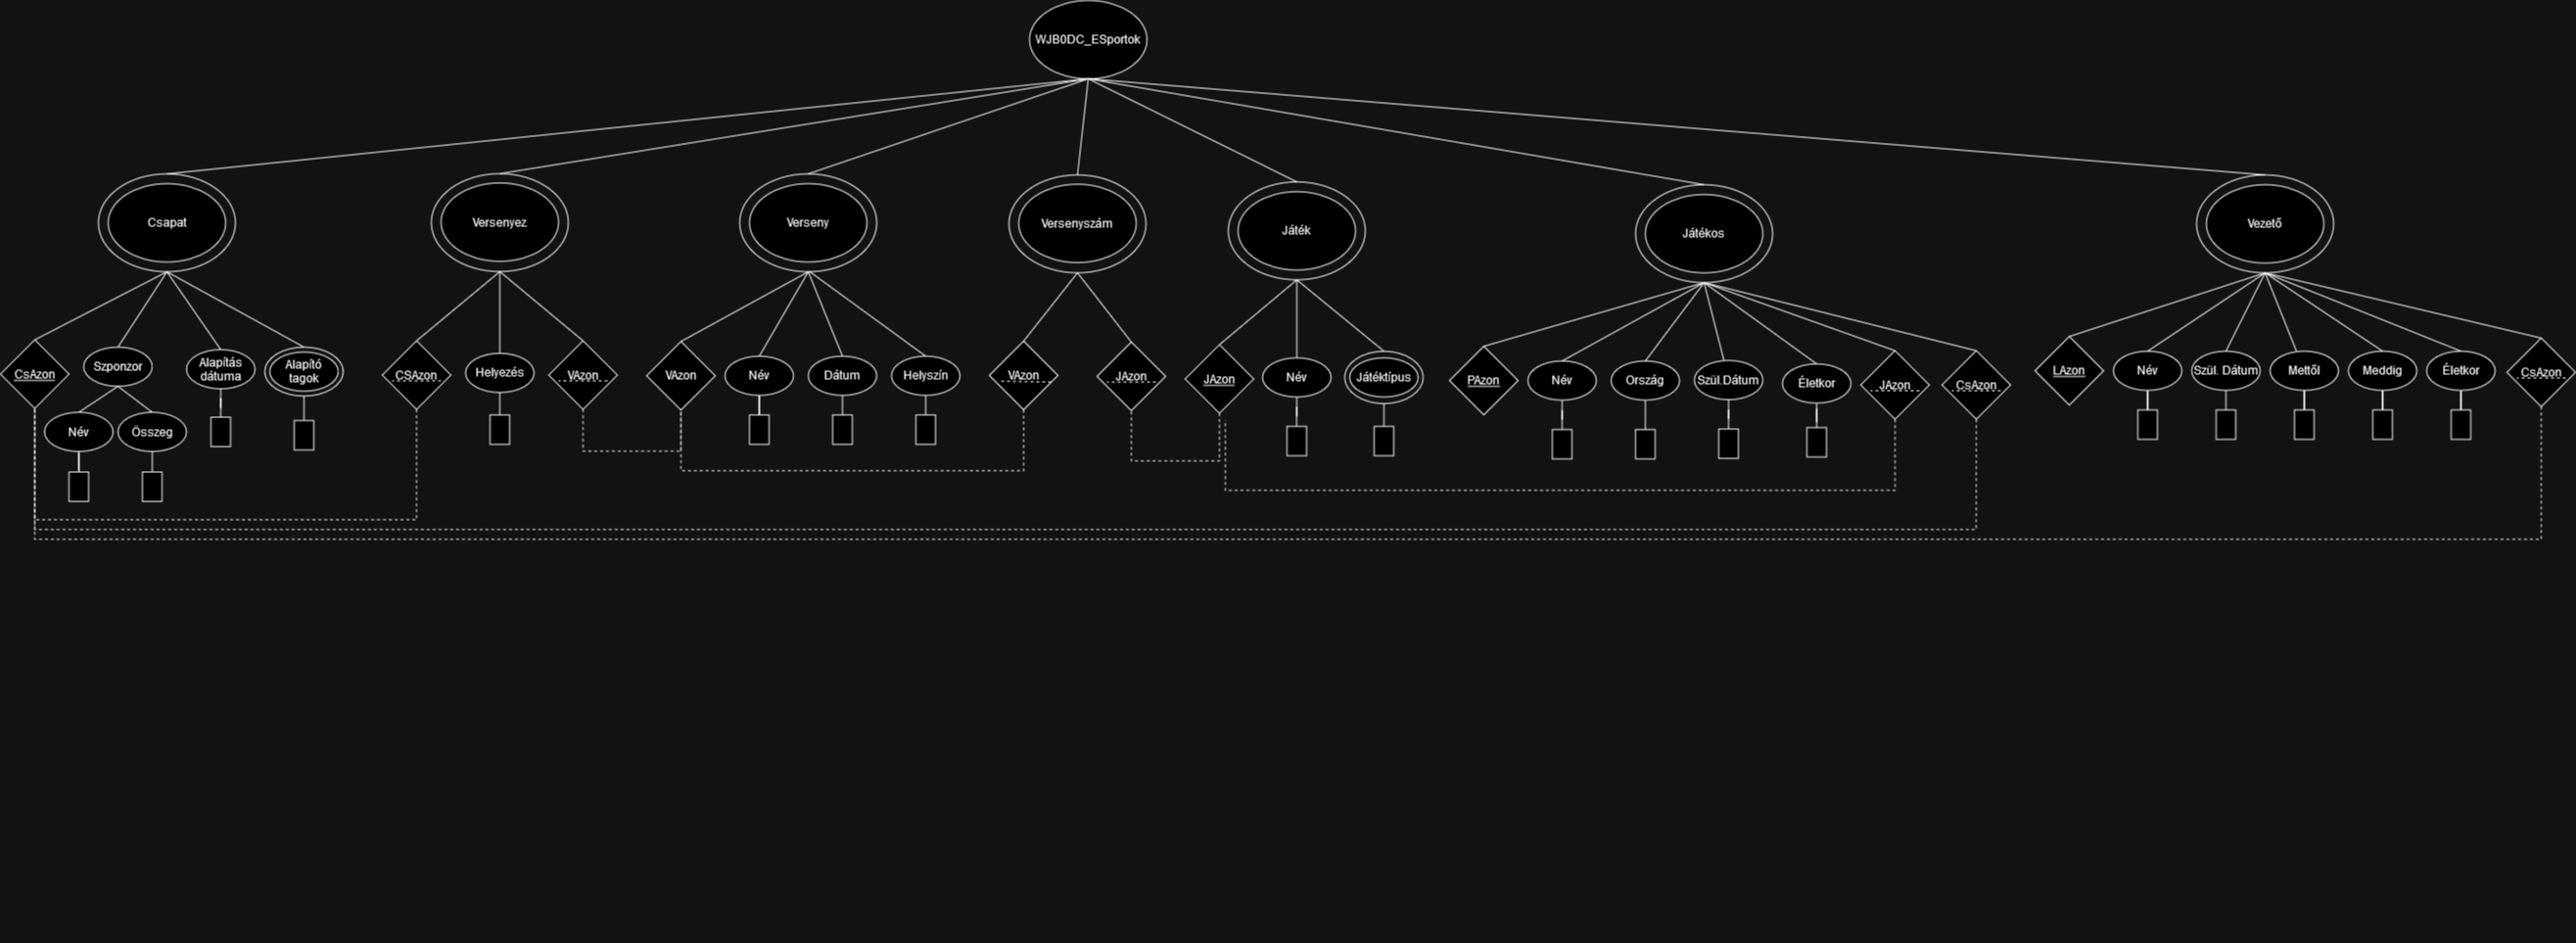 WJB0DC_ESportok
Csapat
Versenyez
Verseny
Versenyszám
Játék
Játékos
Vezető
CsAzon
Szponzor
Alapítás
dátuma
Alapító
tagok
CSAzon
Helyezés
VAzon
VAzon
Név
Dátum
Helyszín
VAzon
JAzon
JAzon
Név
Játéktípus
PAzon
Név
Ország
Szül.Dátum
Életkor
JAzon
CsAzon
LAzon
Név
Szül. Dátum
Mettől
Meddig
Életkor
CsAzon
Név
Összeg